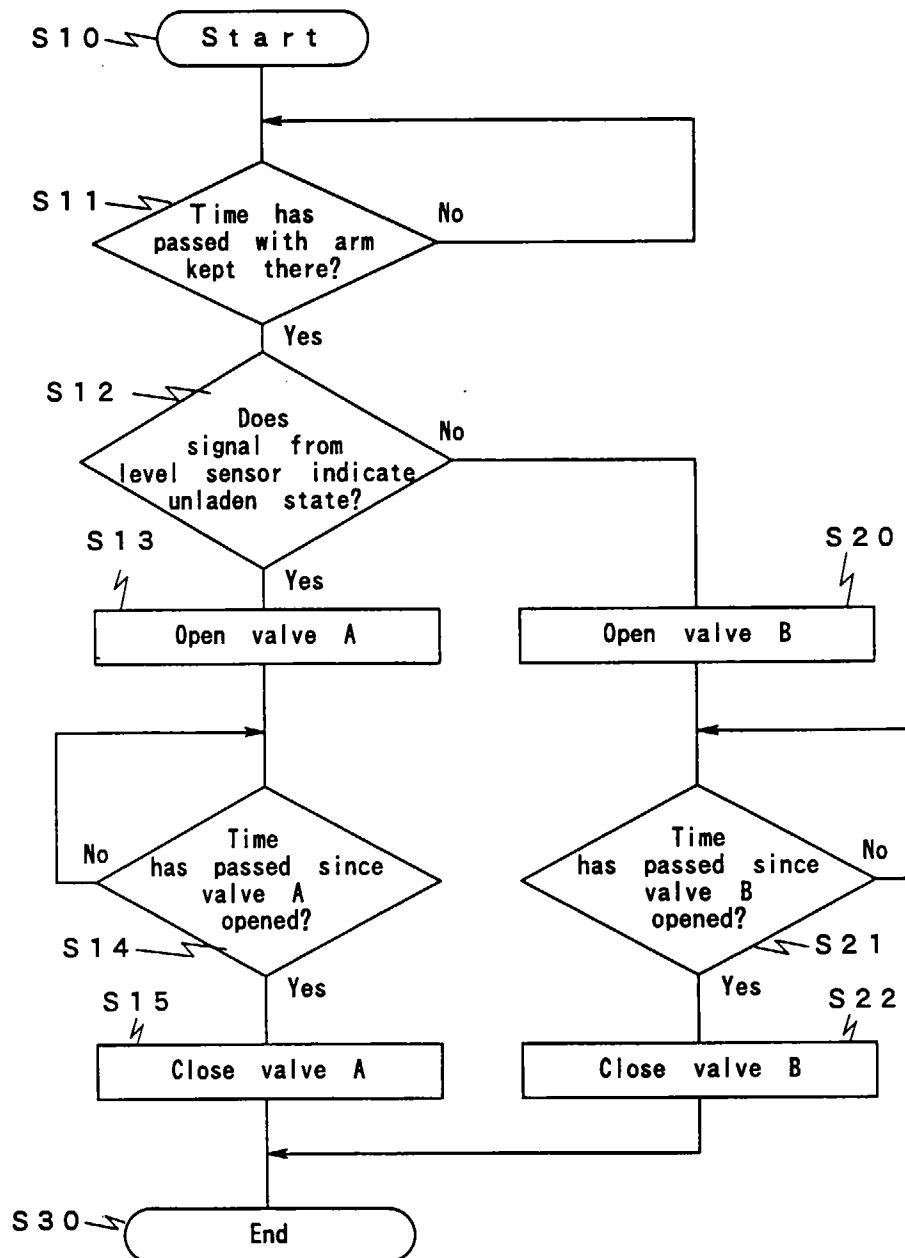 S10
Start
S11
Time has
passed with arm
kept there?
No
Yes
S12
Does
signal from
level sensor indicate
unladen state?
No
Yes
S13
Open valve A
S20
Open valve B
Time
has passed since
valve A
opened?
No
S14
Yes
Time
has passed since
valve B
opened?
No
S21
Yes
S15
Close valve A
S22
Close valve B
S30
End